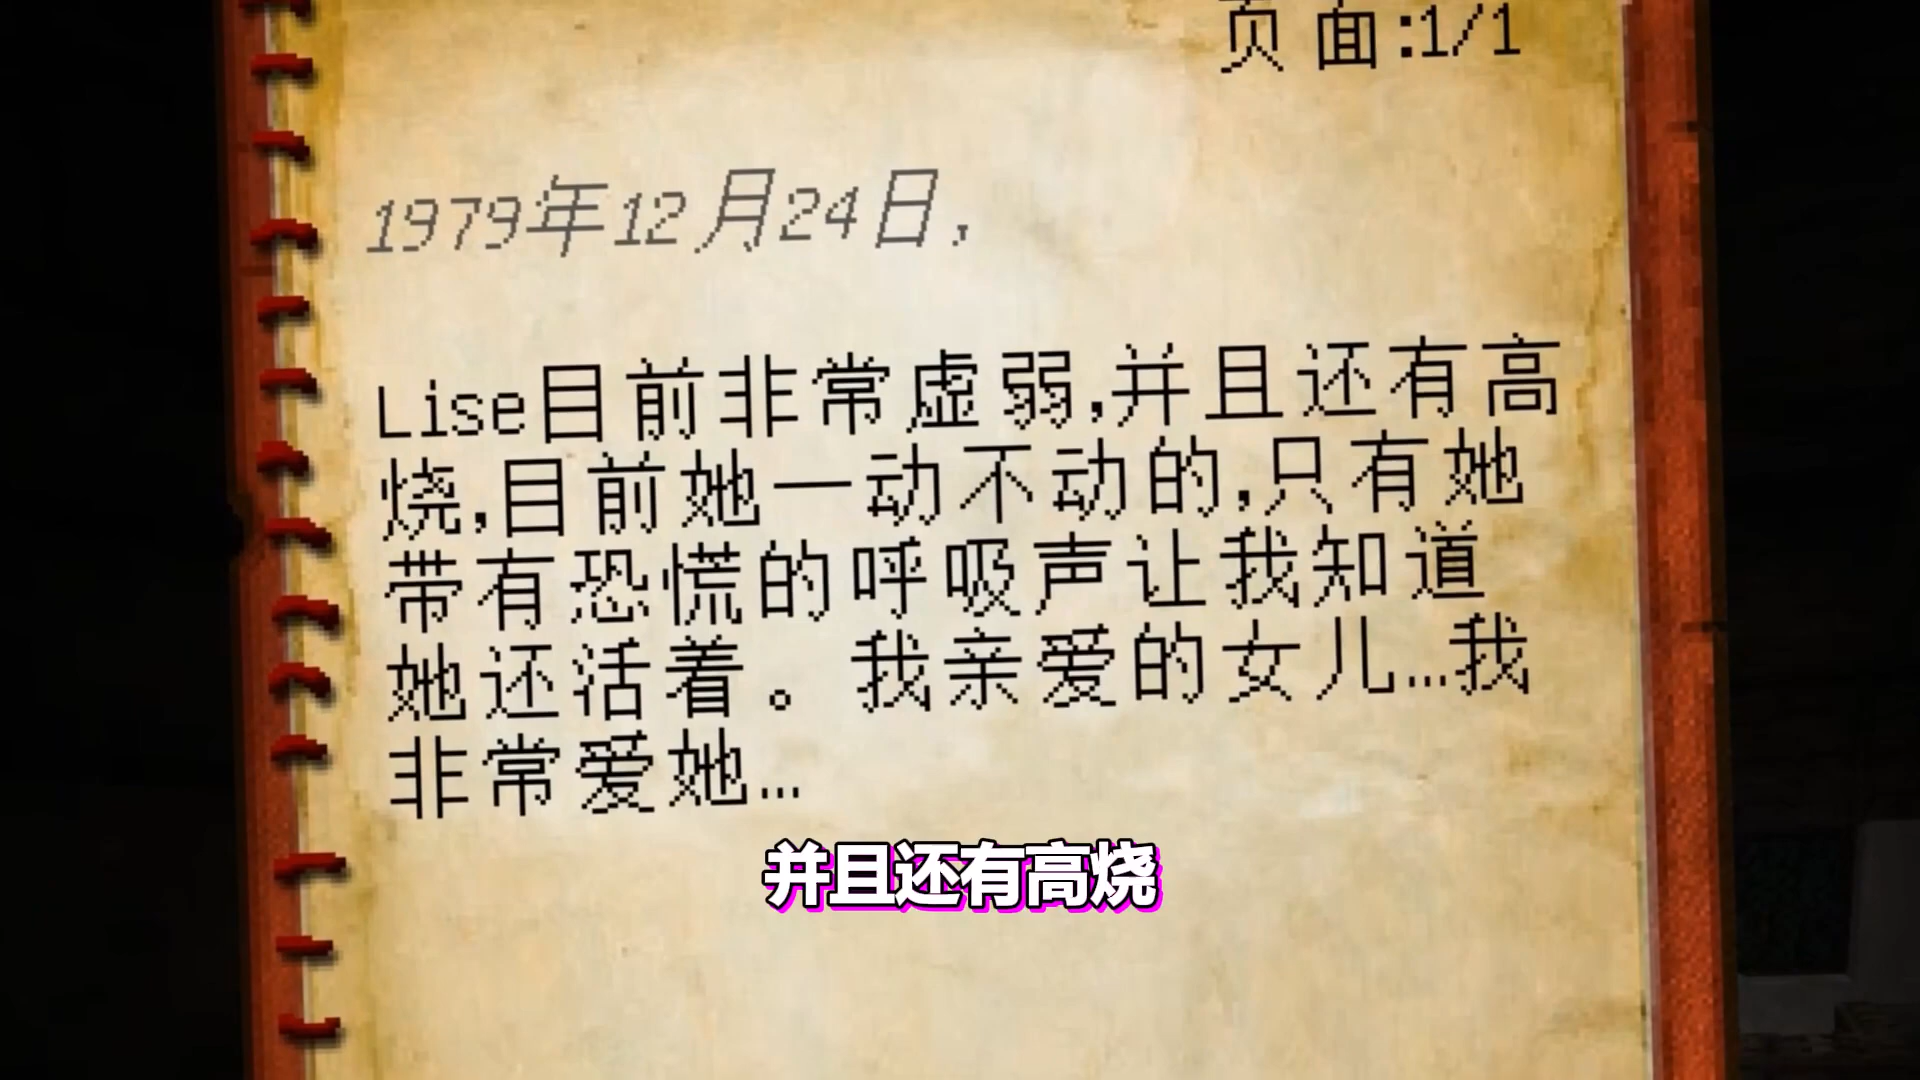 页面:1/1
1979年12月24日,
Lise目前非常虚弱,并且还有高
烧,目前她一动不动的,只有她
带有恐慌的呼吸声让我知道
她还活着。我亲爱的女儿...我
非常爱她...
并且还有高烧